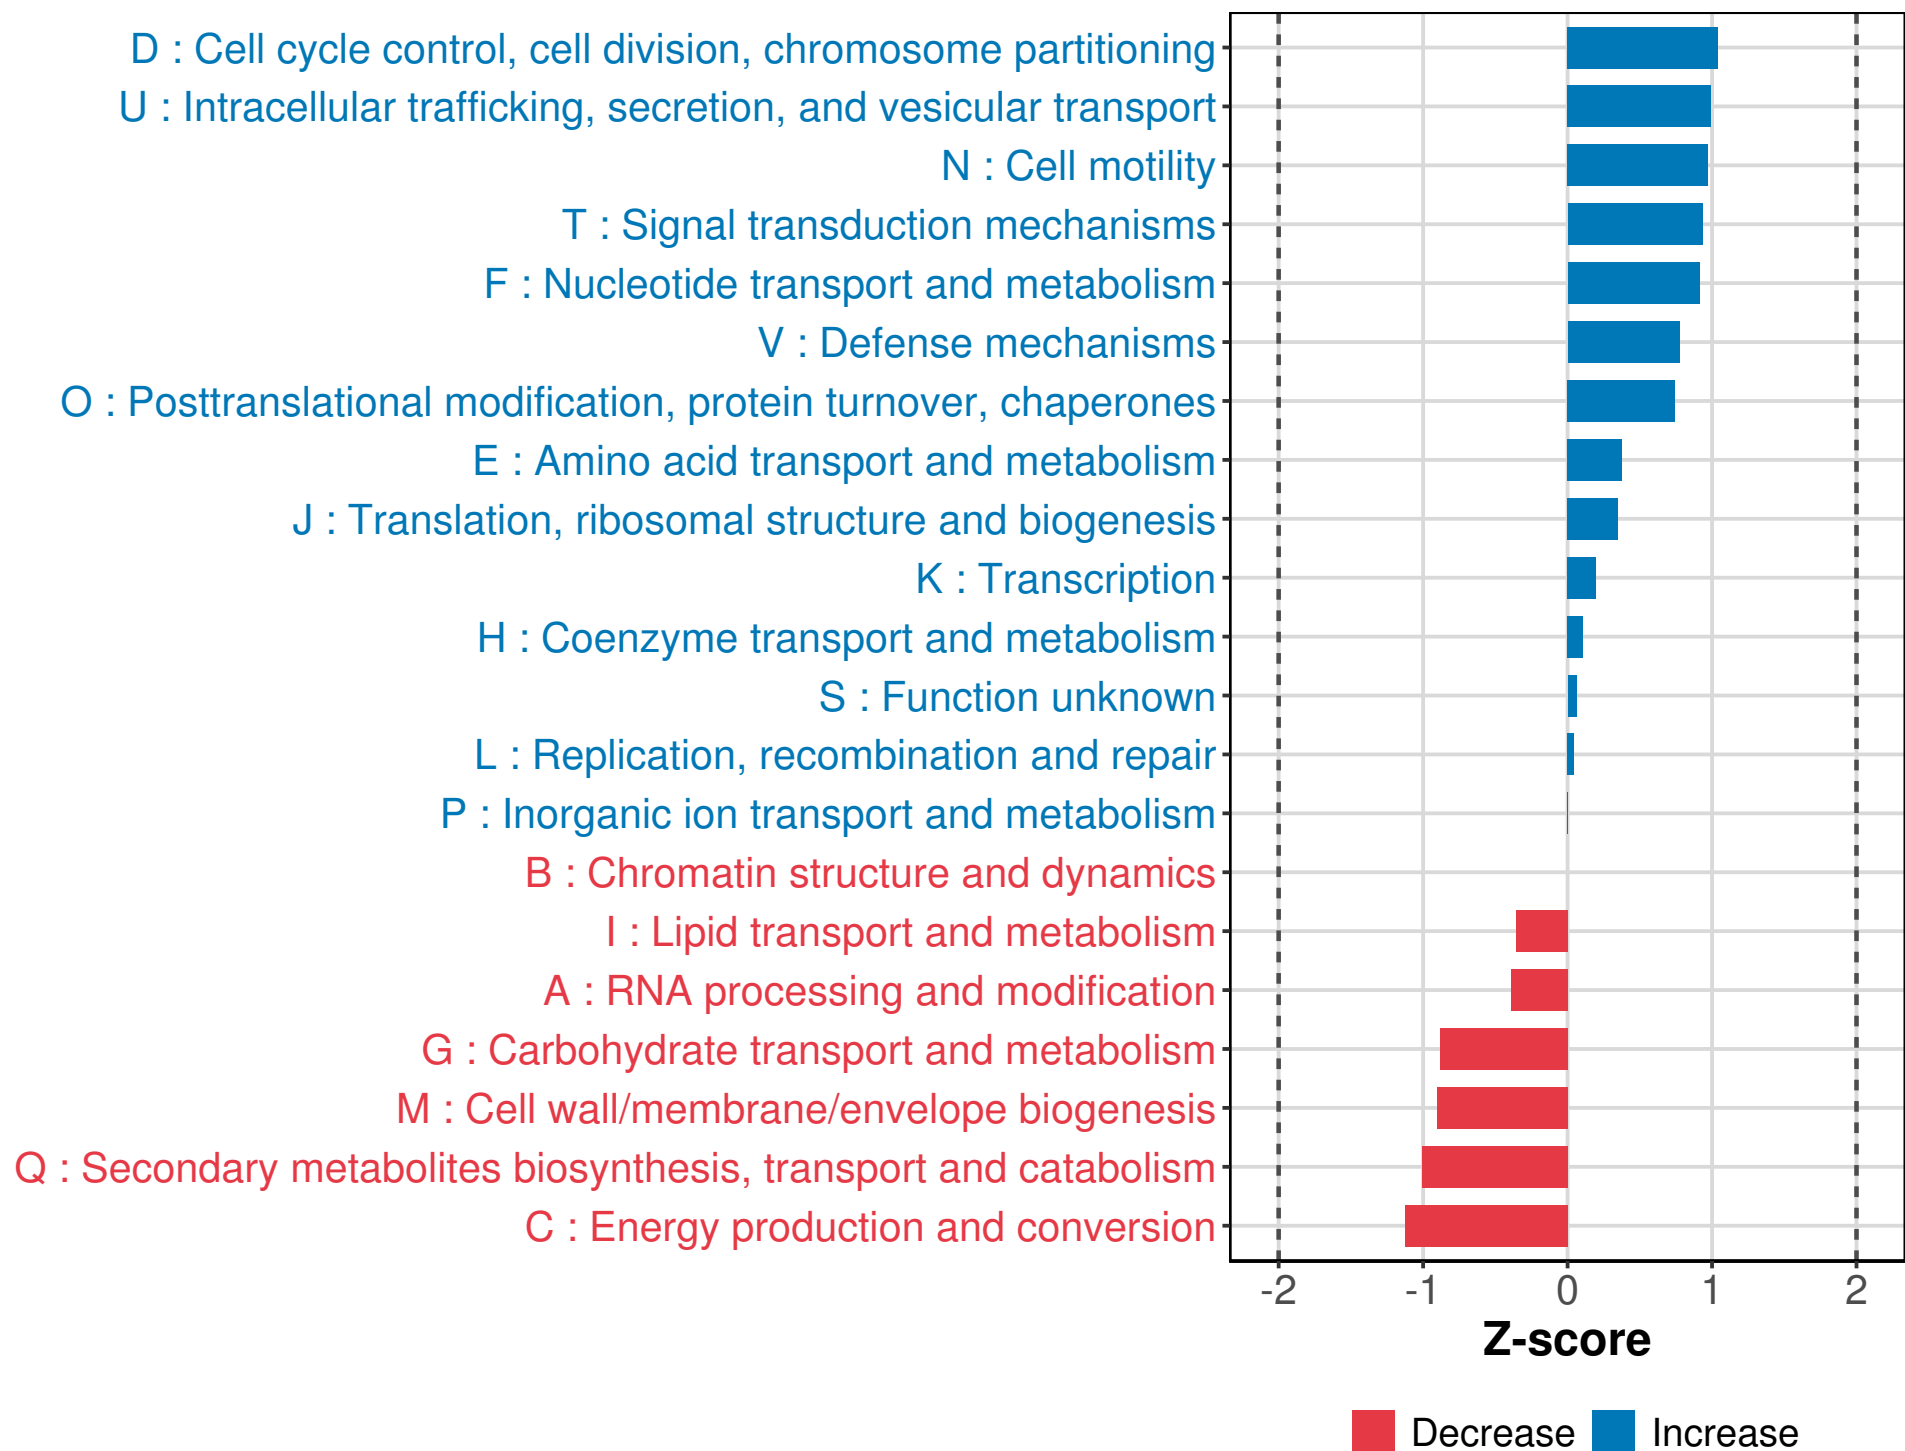 D : Cell cycle control, cell division, chromosome partitioning
U : Intracellular trafficking, secretion, and vesicular transport
N : Cell motility
T : Signal transduction mechanisms
F : Nucleotide transport and metabolism
V : Defense mechanisms
O : Posttranslational modification, protein turnover, chaperones
E : Amino acid transport and metabolism
J : Translation, ribosomal structure and biogenesis
K : Transcription
H : Coenzyme transport and metabolism
S : Function unknown
L : Replication, recombination and repair
P : Inorganic ion transport and metabolism
B : Chromatin structure and dynamics
I : Lipid transport and metabolism
A : RNA processing and modification
G : Carbohydrate transport and metabolism
M : Cell wall/membrane/envelope biogenesis
Q : Secondary metabolites biosynthesis, transport and catabolism
C : Energy production and conversion
-2 -1 0 1 2
Z-score
Decrease Increase